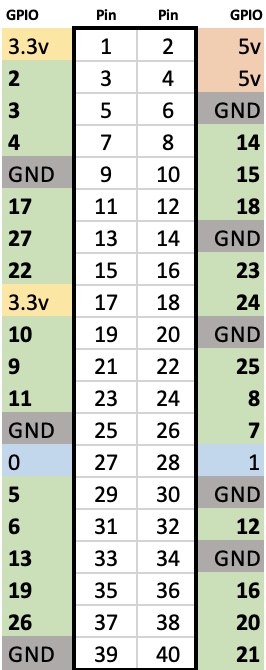 GPIO Pin Pin GPIO
3.3v 1 2 5v
2 3 4 5v
3 5 6 GND
4 7 8 14
GND 9 10 15
17 11 12 18
27 13 14 GND
22 15 16 23
3.3v 17 18 24
10 19 20 GND
9 21 22 25
11 23 24 8
GND 25 26 7
0 27 28 1
5 29 30 GND
6 31 32 12
13 33 34 GND
19 35 36 16
26 37 38 20
GND 39 40 21